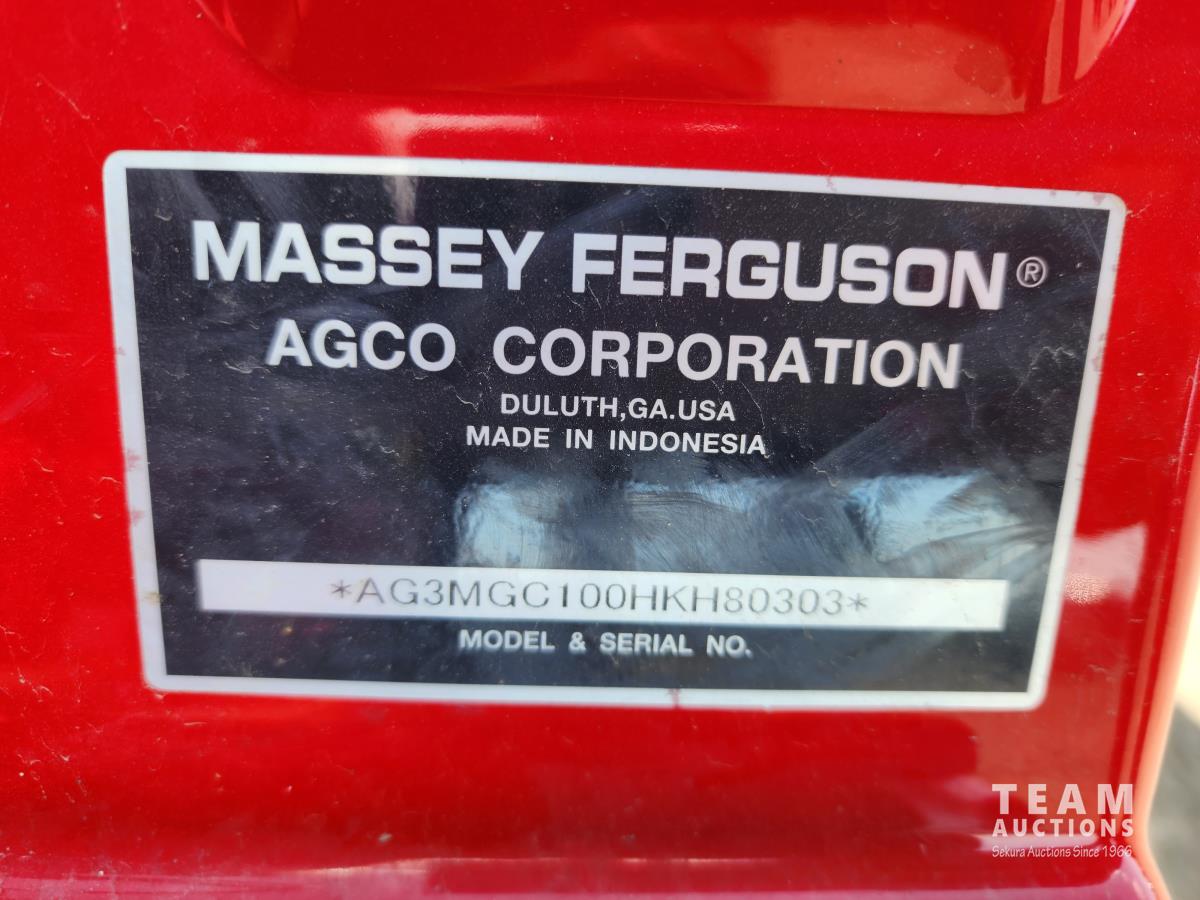 MASSEY FERGUSON®
AGCO CORPORATION
DULUTH,GA.USA
MADE IN INDONESIA
*AG3MGC100HKH80303*
MODEL & SERIAL NO.
TEAM
AUCTIONS
Sekura Auctions Since 1966